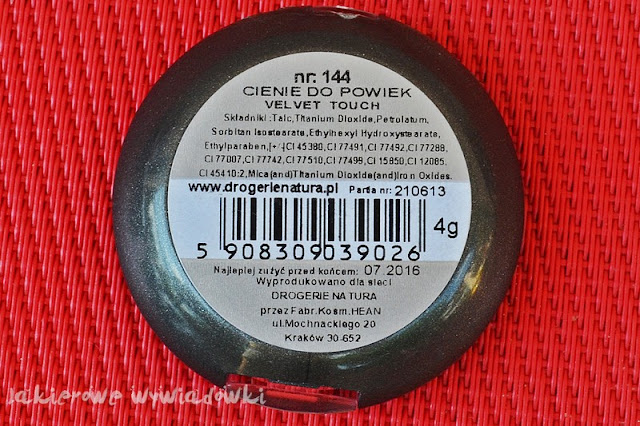 nr. 144
CIENIE DO POWIEK
VELVET TOUCH
Składniki :Talc,Titanium Dioxide,Petrolatum,
Sorbitan Isostearate,Ethylhexyl Hydroxystearate,
Ethylparaben,[+/-]CI 45380, CI 77491, CI 77492, CI 77288,
CI 77007, CI 77742, CI 77510, CI 77499, CI 15850, CI 12085,
CI 45410:2,Mica(and)Titanium Dioxide(and)Iron Oxides.
www.drogerienatura.pl Partia nr: 210613
4g
5 908309 039026
Najlepiej zużyć przed końcem: 07.2016
Wyprodukowano dla sieci
DROGERIE NATURA
przez Fabr.Kosm.HEAN
ul.Mochnackiego 20
Kraków 30-652
lakierowe wywiadówki